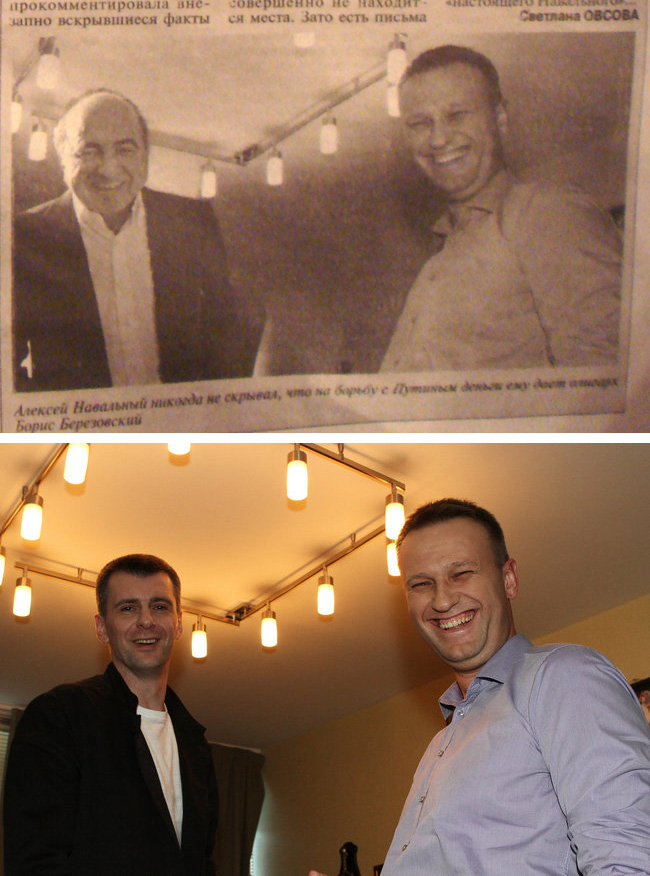 прокомментировала вне-
запно вскрывшиеся факты
совершенно не находит-
ся места. Зато есть письма
«настоящего Навального»...
Светлана ОВСОВА
Алексей Навальный никогда не скрывал, что на борьбу с Путиным деньги ему дает олигарх
Борис Березовский